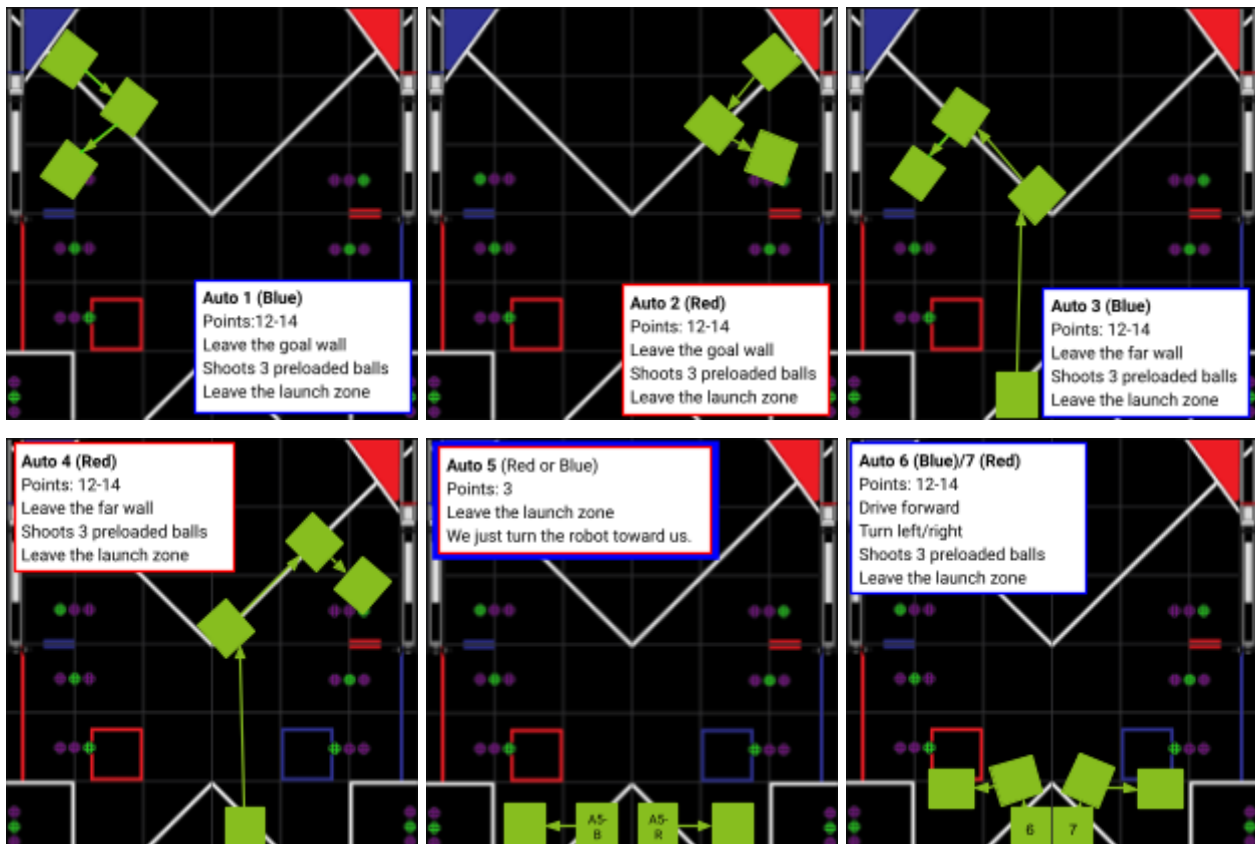 Auto 1 (Blue)
Points:12-14
Leave the goal wall
Shoots 3 preloaded balls
Leave the launch zone
Auto 2 (Red)
Points: 12-14
Leave the goal wall
Shoots 3 preloaded balls
Leave the launch zone
Auto 3 (Blue)
Points: 12-14
Leave the far wall
Shoots 3 preloaded balls
Leave the launch zone
Auto 4 (Red)
Points: 12-14
Leave the far wall
Shoots 3 preloaded balls
Leave the launch zone
Auto 5 (Red or Blue)
Points: 3
Leave the launch zone
We just turn the robot toward us.
A5-
B
A5-
R
Auto 6 (Blue)/7 (Red)
Points: 12-14
Drive forward
Turn left/right
Shoots 3 preloaded balls
Leave the launch zone
6
7